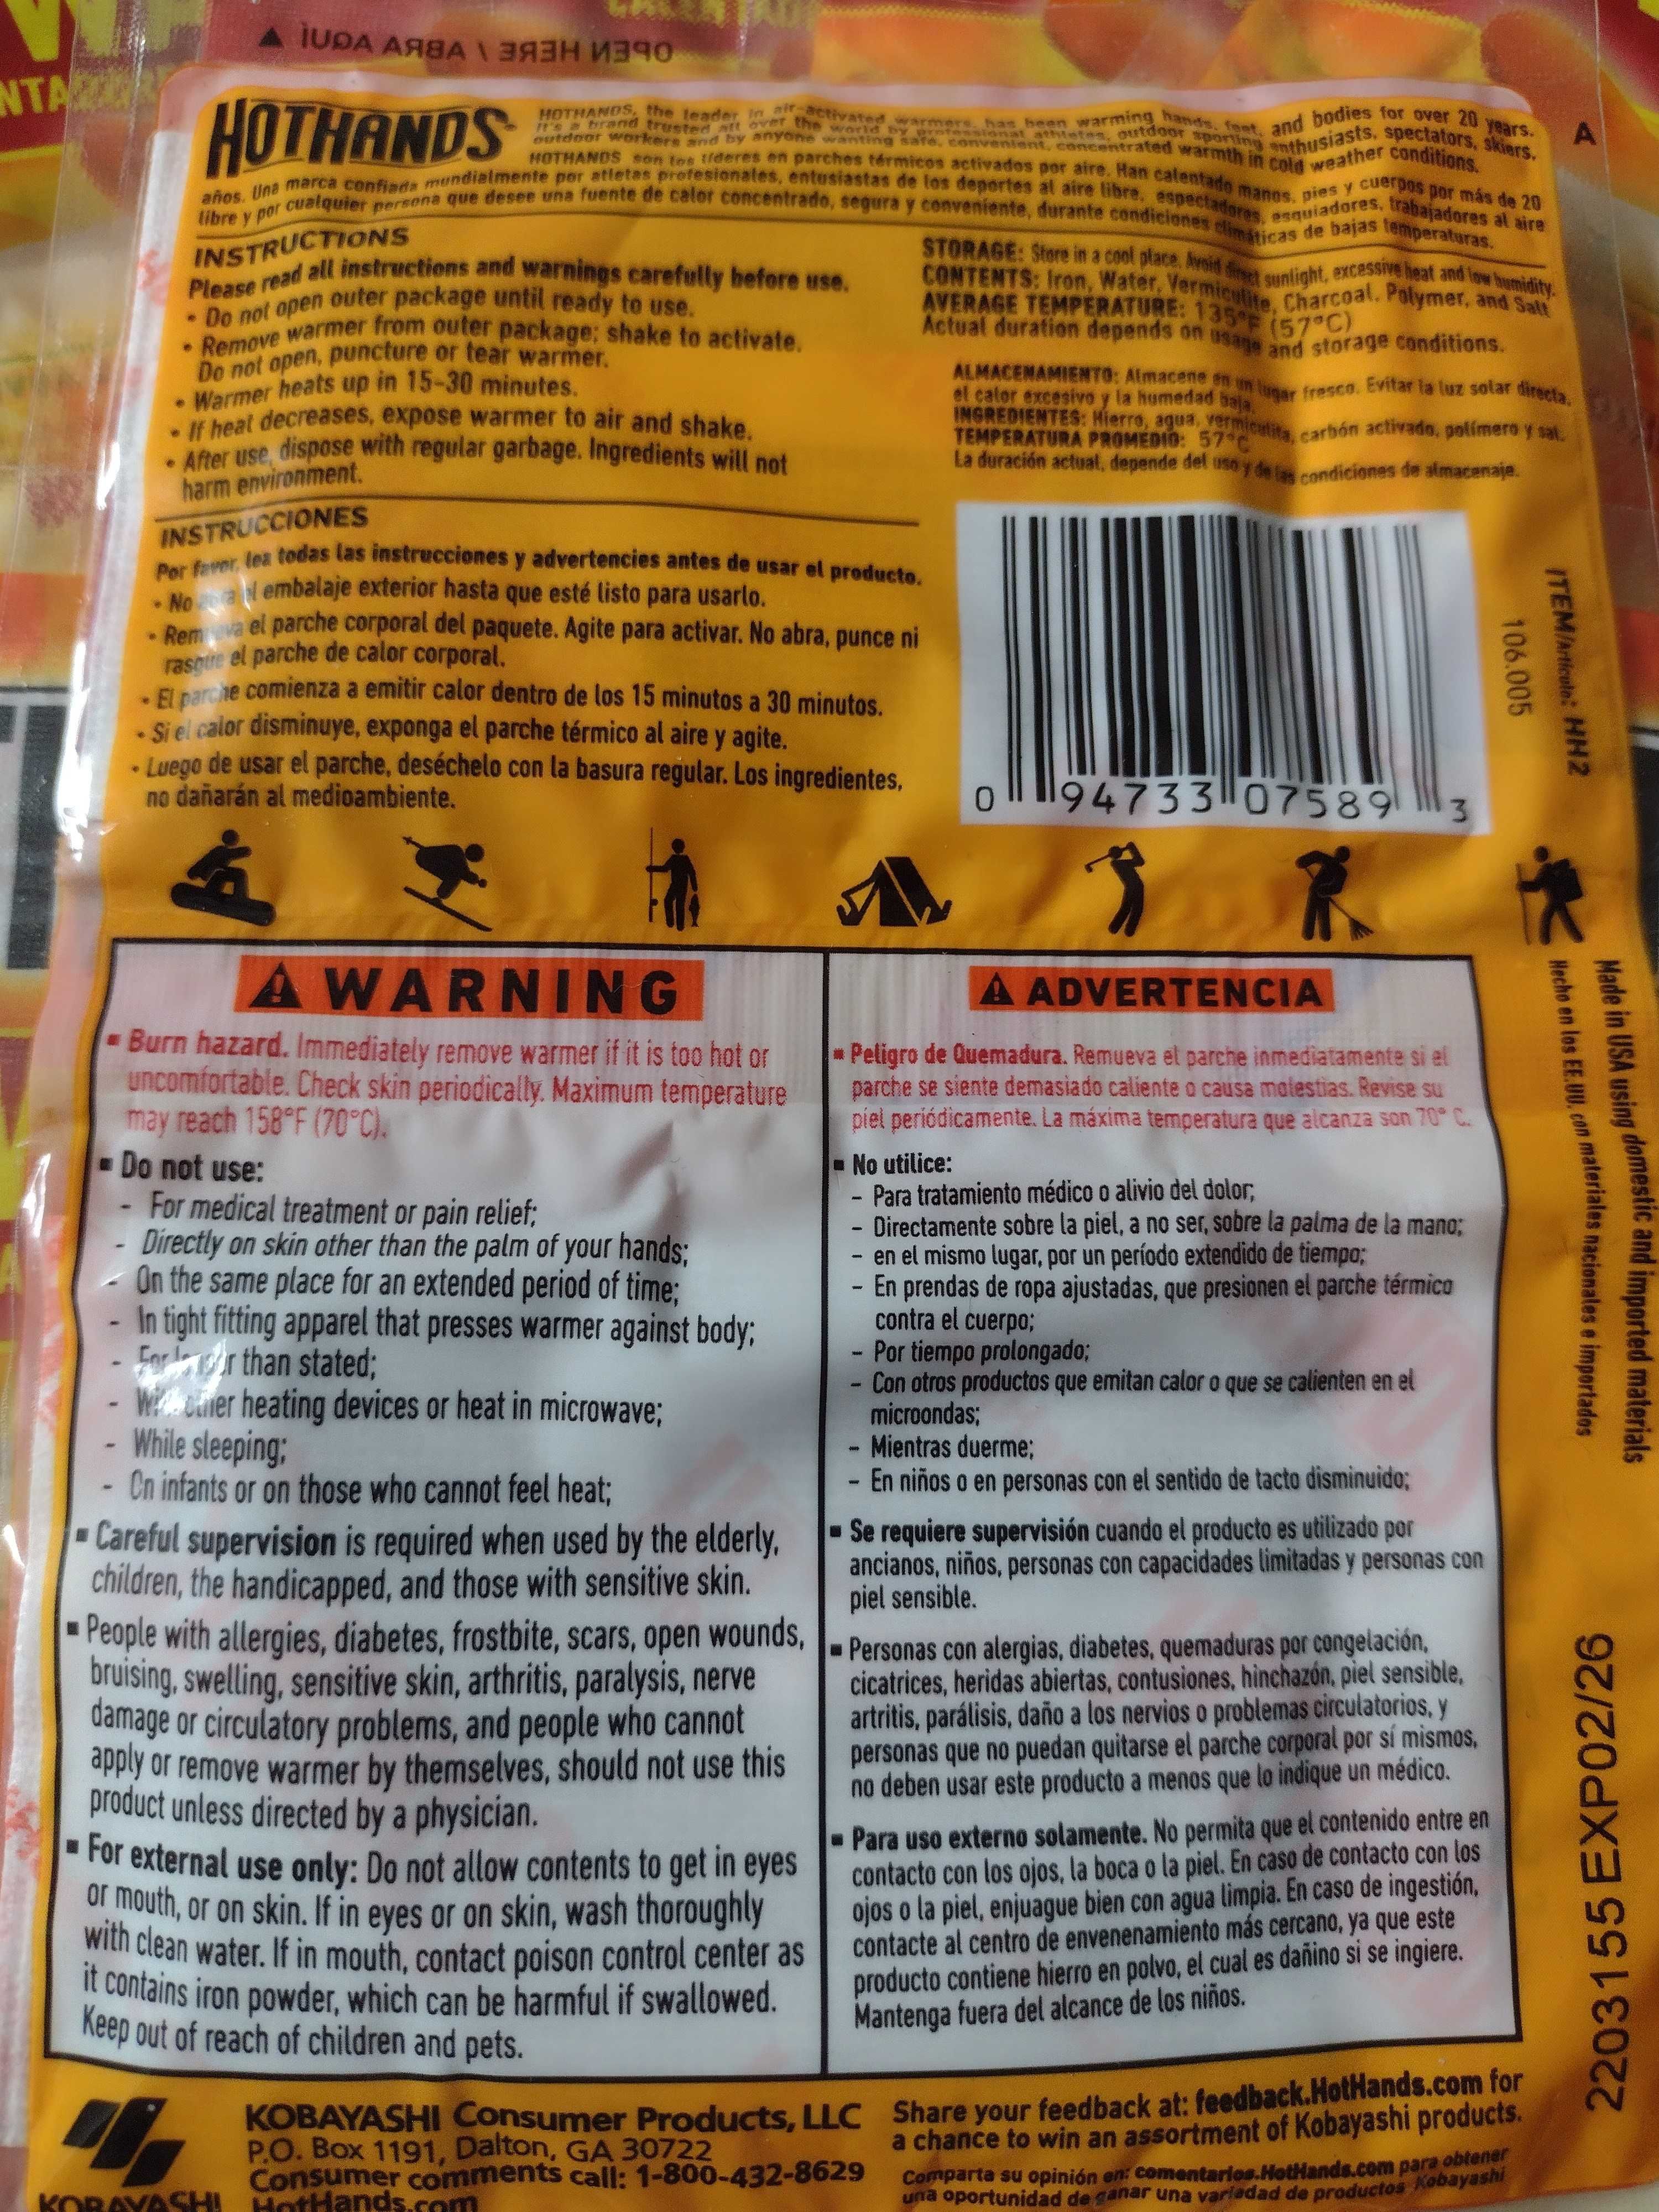 OPEN HERE / ABRA AQUÍ
HOTHANDS
HOTHANDS, the leader in air-activated warmers, has been warming hands, feet, and bodies for over 20 years.
It's a brand trusted all over the world by professional athletes, outdoor sporting enthusiasts, spectators, skiers,
outdoor workers and by anyone wanting safe, convenient, concentrated warmth in cold weather conditions.
HOTHANDS son los líderes en parches térmicos activados por aire. Han calentado manos, pies y cuerpos por más de 20
años. Una marca confiada mundialmente por atletas profesionales, entusiastas de los deportes al aire libre, espectadores, esquiadores, trabajadores al aire
libre y por cualquier persona que desee una fuente de calor concentrado, segura y conveniente, durante condiciones climáticas de bajas temperaturas.
A
INSTRUCTIONS
Please read all instructions and warnings carefully before use.
• Do not open outer package until ready to use.
• Remove warmer from outer package; shake to activate.
Do not open, puncture or tear warmer.
• Warmer heats up in 15-30 minutes.
• If heat decreases, expose warmer to air and shake.
• After use, dispose with regular garbage. Ingredients will not
harm environment.
STORAGE: Store in a cool place. Avoid direct sunlight, excessive heat and low humidity.
CONTENTS: Iron, Water, Vermiculite, Charcoal, Polymer, and Salt
AVERAGE TEMPERATURE: 135°F (57°C)
Actual duration depends on usage and storage conditions.
ALMACENAMIENTO: Almacene en un lugar fresco. Evitar la luz solar directa,
el calor excesivo y la humedad baja.
INGREDIENTES: Hierro, agua, vermiculita, carbón activado, polímero y sal.
TEMPERATURA PROMEDIO: 57°C
La duración actual, depende del uso y de las condiciones de almacenaje.
INSTRUCCIONES
Por favor, lea todas las instrucciones y advertencies antes de usar el producto.
• No abra el embalaje exterior hasta que esté listo para usarlo.
• Remueva el parche corporal del paquete. Agite para activar. No abra, punce ni
rasgue el parche de calor corporal.
• El parche comienza a emitir calor dentro de los 15 minutos a 30 minutos.
• Si el calor disminuye, exponga el parche térmico al aire y agite.
• Luego de usar el parche, deséchelo con la basura regular. Los ingredientes,
no dañarán al medioambiente.
0 94733 07589 3
ITEM/Artículo: HH2
106.005
WARNING
▪ Burn hazard. Immediately remove warmer if it is too hot or
uncomfortable. Check skin periodically. Maximum temperature
may reach 158°F (70°C).
▪ Do not use:
- For medical treatment or pain relief;
- Directly on skin other than the palm of your hands;
- On the same place for an extended period of time;
- In tight fitting apparel that presses warmer against body;
- For longer than stated;
- With other heating devices or heat in microwave;
- While sleeping;
- On infants or on those who cannot feel heat;
▪ Careful supervision is required when used by the elderly,
children, the handicapped, and those with sensitive skin.
▪ People with allergies, diabetes, frostbite, scars, open wounds,
bruising, swelling, sensitive skin, arthritis, paralysis, nerve
damage or circulatory problems, and people who cannot
apply or remove warmer by themselves, should not use this
product unless directed by a physician.
▪ For external use only: Do not allow contents to get in eyes
or mouth, or on skin. If in eyes or on skin, wash thoroughly
with clean water. If in mouth, contact poison control center as
it contains iron powder, which can be harmful if swallowed.
Keep out of reach of children and pets.
ADVERTENCIA
▪ Peligro de Quemadura. Remueva el parche inmediatamente si el
parche se siente demasiado caliente o causa molestias. Revise su
piel periódicamente. La máxima temperatura que alcanza son 70° C.
▪ No utilice:
- Para tratamiento médico o alivio del dolor;
- Directamente sobre la piel, a no ser, sobre la palma de la mano;
- en el mismo lugar, por un período extendido de tiempo;
- En prendas de ropa ajustadas, que presionen el parche térmico
contra el cuerpo;
- Por tiempo prolongado;
- Con otros productos que emitan calor o que se calienten en el
microondas;
- Mientras duerme;
- En niños o en personas con el sentido de tacto disminuido;
▪ Se requiere supervisión cuando el producto es utilizado por
ancianos, niños, personas con capacidades limitadas y personas con
piel sensible.
▪ Personas con alergias, diabetes, quemaduras por congelación,
cicatrices, heridas abiertas, contusiones, hinchazón, piel sensible,
artritis, parálisis, daño a los nervios o problemas circulatorios, y
personas que no puedan quitarse el parche corporal por sí mismos,
no deben usar este producto a menos que lo indique un médico.
▪ Para uso externo solamente. No permita que el contenido entre en
contacto con los ojos, la boca o la piel. En caso de contacto con los
ojos o la piel, enjuague bien con agua limpia. En caso de ingestión,
contacte al centro de envenenamiento más cercano, ya que este
producto contiene hierro en polvo, el cual es dañino si se ingiere.
Mantenga fuera del alcance de los niños.
Made in USA using domestic and imported materials
Hecho en los EE.UU. con materiales nacionales e importados
2203155 EXP02/26
KOBAYASHI
KOBAYASHI Consumer Products, LLC
P.O. Box 1191, Dalton, GA 30722
Consumer comments call: 1-800-432-8629
HotHands.com
Share your feedback at: feedback.HotHands.com for
a chance to win an assortment of Kobayashi products.
Comparta su opinión en: comentarios.HotHands.com para obtener
una oportunidad de ganar una variedad de productos Kobayashi